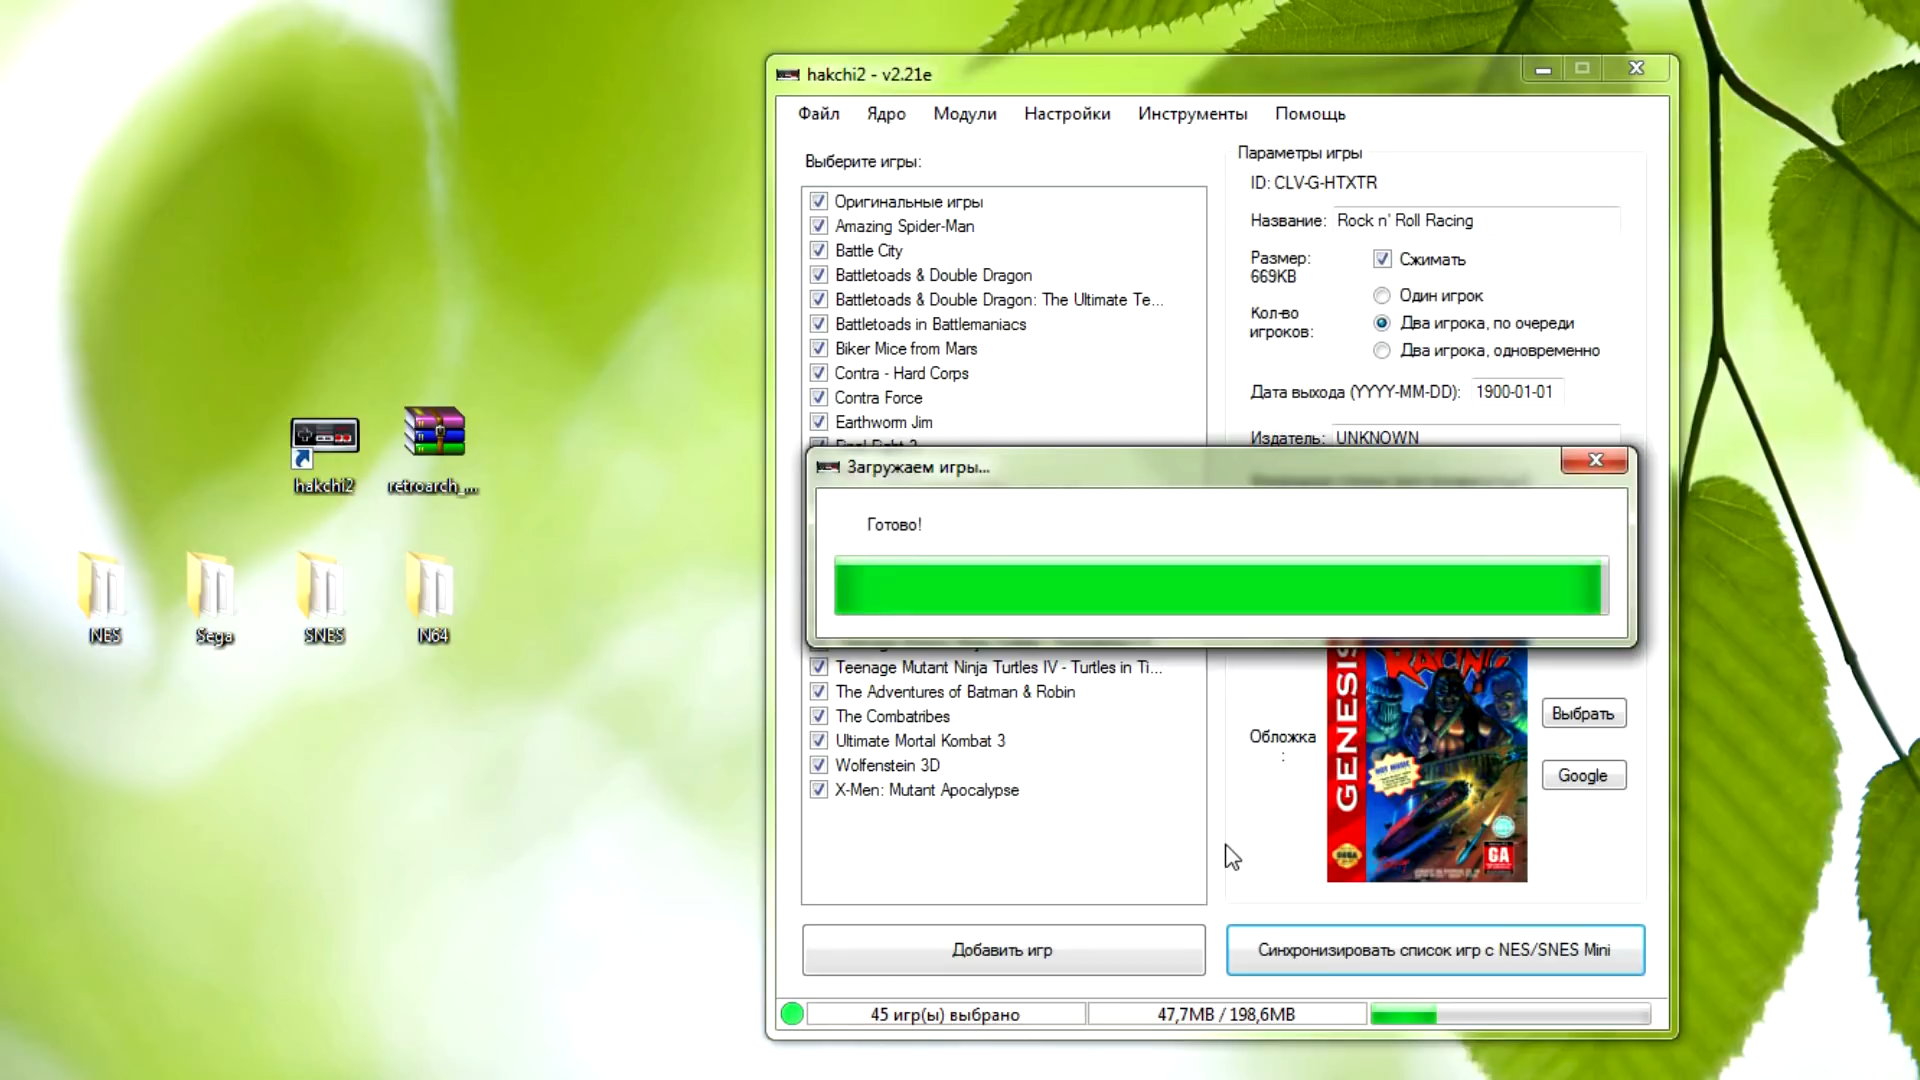 hakchi2 - v2.21e
Файл Ядро Модули Настройки Инструменты Помощь
Выберите игры:
Оригинальные игры
Amazing Spider-Man
Battle City
Battletoads & Double Dragon
Battletoads & Double Dragon: The Ultimate Te...
Battletoads in Battlemaniacs
Biker Mice from Mars
Contra - Hard Corps
Contra Force
Earthworm Jim
Параметры игры
ID: CLV-G-HTXTR
Название: Rock n' Roll Racing
Размер:
669KB
Сжимать
Кол-во
игроков:
Один игрок
Два игрока, по очереди
Два игрока, одновременно
Дата выхода (YYYY-MM-DD): 1900-01-01
Издатель: UNKNOWN
Загружаем игры...
Готово!
Teenage Mutant Ninja Turtles IV - Turtles in Ti...
The Adventures of Batman & Robin
The Combatribes
Ultimate Mortal Kombat 3
Wolfenstein 3D
X-Men: Mutant Apocalypse
Обложка
:
GENESIS
RACING
HOT MUSIC
SEGA
GA
Выбрать
Google
Добавить игр
Синхронизировать список игр с NES/SNES Mini
45 игр(ы) выбрано
47,7MB / 198,6MB
hakchi2
retroarch_...
NES
Sega
SNES
N64